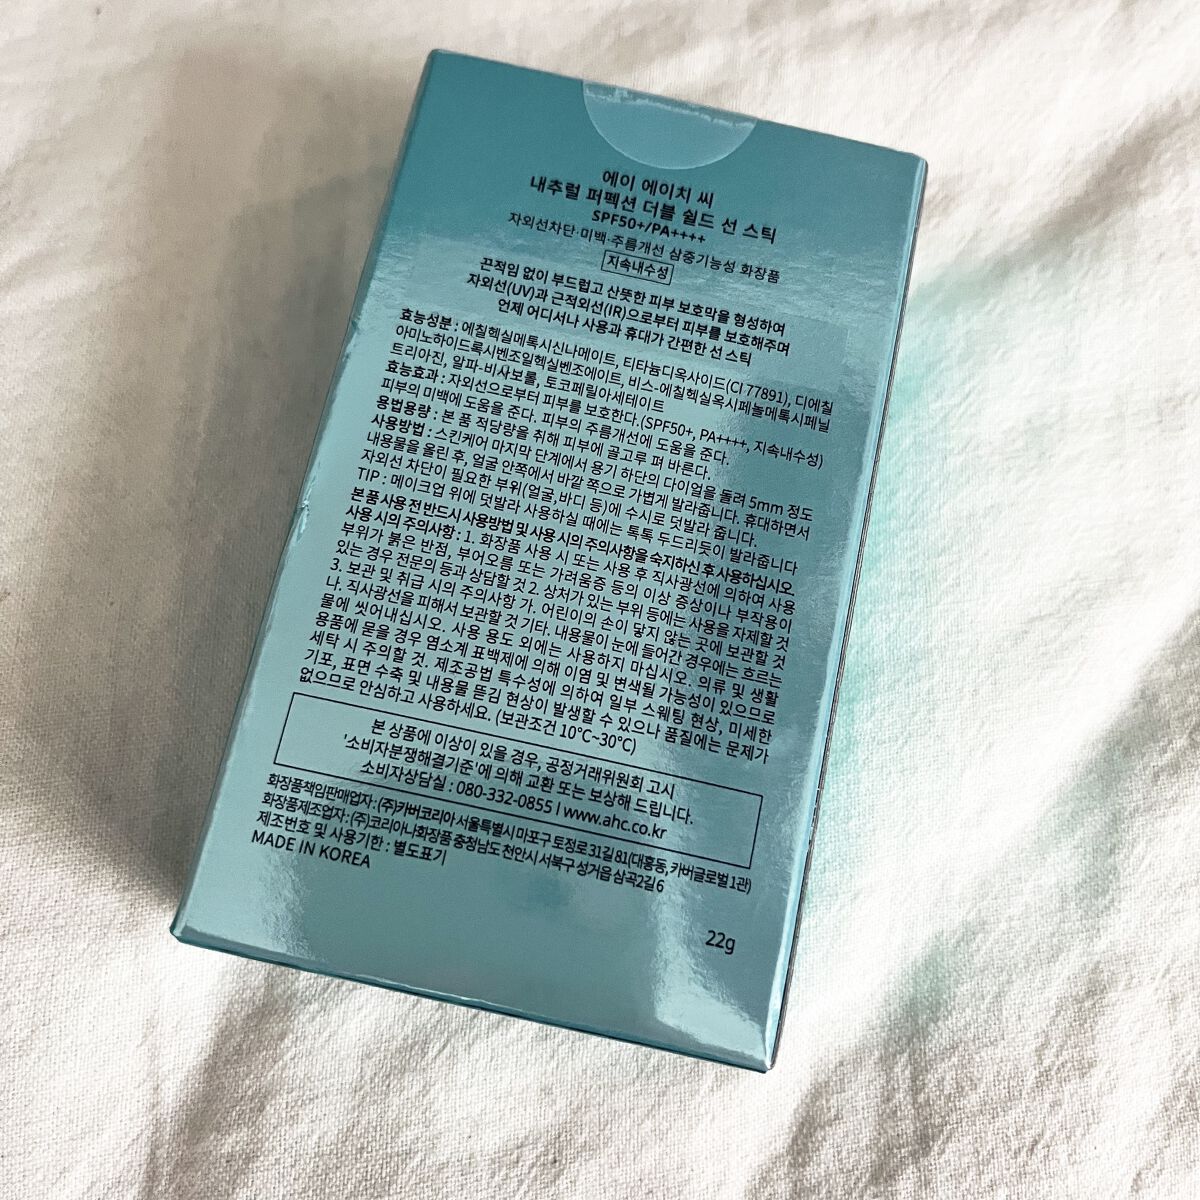 에이 에이치 씨
내추럴 퍼펙션 더블 쉴드 선 스틱
SPF50+/PA++++
자외선차단·미백·주름개선 삼중기능성 화장품
지속내수성
끈적임 없이 부드럽고 산뜻한 피부 보호막을 형성하여
자외선(UV)과 근적외선(IR)으로부터 피부를 보호해주며
언제 어디서나 사용과 휴대가 간편한 선 스틱
효능성분 : 에칠헥실메톡시신나메이트, 티타늄디옥사이드(CI 77891), 디에칠
아미노하이드록시벤조일헥실벤조에이트, 비스-에칠헥실옥시페놀메톡시페닐
트리아진, 알파-비사보롤, 토코페릴아세테이트
효능효과 : 자외선으로부터 피부를 보호한다.(SPF50+, PA++++, 지속내수성)
피부의 미백에 도움을 준다. 피부의 주름개선에 도움을 준다.
용법용량 : 본 품 적당량을 취해 피부에 골고루 펴 바른다.
사용방법 : 스킨케어 마지막 단계에서 용기 하단의 다이얼을 돌려 5mm 정도
내용물을 올린 후, 얼굴 안쪽에서 바깥 쪽으로 가볍게 발라줍니다. 휴대하면서
자외선 차단이 필요한 부위(얼굴,바디 등)에 수시로 덧발라 줍니다.
TIP : 메이크업 위에 덧발라 사용하실 때에는 톡톡 두드리듯이 발라줍니다
본품 사용 전 반드시 사용방법 및 사용 시의 주의사항을 숙지하신 후 사용하십시오.
사용 시의 주의사항 : 1. 화장품 사용 시 또는 사용 후 직사광선에 의하여 사용
부위가 붉은 반점, 부어오름 또는 가려움증 등의 이상 증상이나 부작용이
있는 경우 전문의 등과 상담할 것 2. 상처가 있는 부위 등에는 사용을 자제할 것
3. 보관 및 취급 시의 주의사항 가. 어린이의 손이 닿지 않는 곳에 보관할 것
나. 직사광선을 피해서 보관할 것 기타. 내용물이 눈에 들어간 경우에는 흐르는
물에 씻어내십시오. 사용 용도 외에는 사용하지 마십시오. 의류 및 생활
용품에 묻을 경우 염소계 표백제에 의해 이염 및 변색될 가능성이 있으므로
세탁 시 주의할 것. 제조공법 특수성에 의하여 일부 스웨팅 현상, 미세한
기포, 표면 수축 및 내용물 뜯김 현상이 발생할 수 있으나 품질에는 문제가
없으므로 안심하고 사용하세요. (보관조건 10°C~30°C)
본 상품에 이상이 있을 경우, 공정거래위원회 고시
'소비자분쟁해결기준'에 의해 교환 또는 보상해 드립니다.
소비자상담실 : 080-332-0855 l www.ahc.co.kr
화장품책임판매업자 : (주)카버코리아 서울특별시 마포구 토정로 31길 81(대흥동, 카버글로벌 1관)
화장품제조업자 : (주)코리아나화장품 충청남도 천안시 서북구 성거읍 삼곡2길 6
제조번호 및 사용기한 : 별도표기
MADE IN KOREA
22g